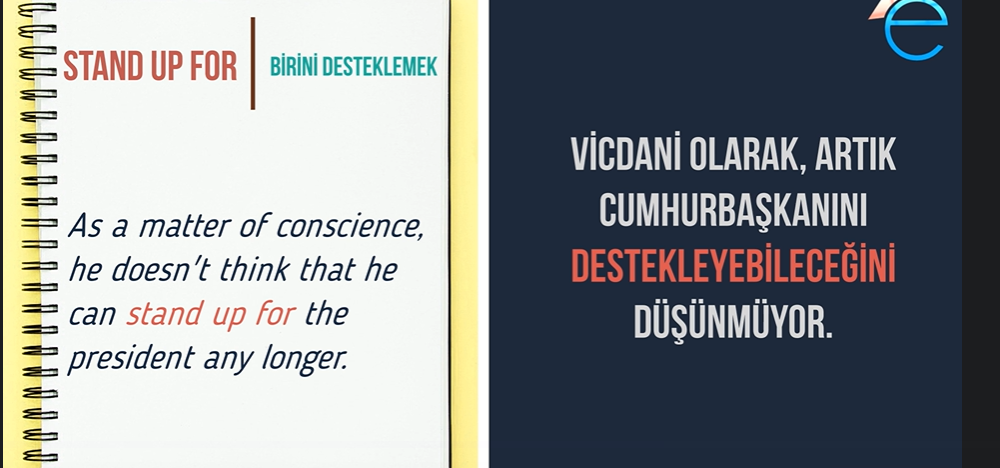 STAND UP FOR
BİRİNİ DESTEKLEMEK
As a matter of conscience,
he doesn't think that he
can stand up for the
president any longer.
e
VİCDANİ OLARAK, ARTIK
CUMHURBAŞKANINI
DESTEKLEYEBİLECEĞİNİ
DÜŞÜNMÜYOR.